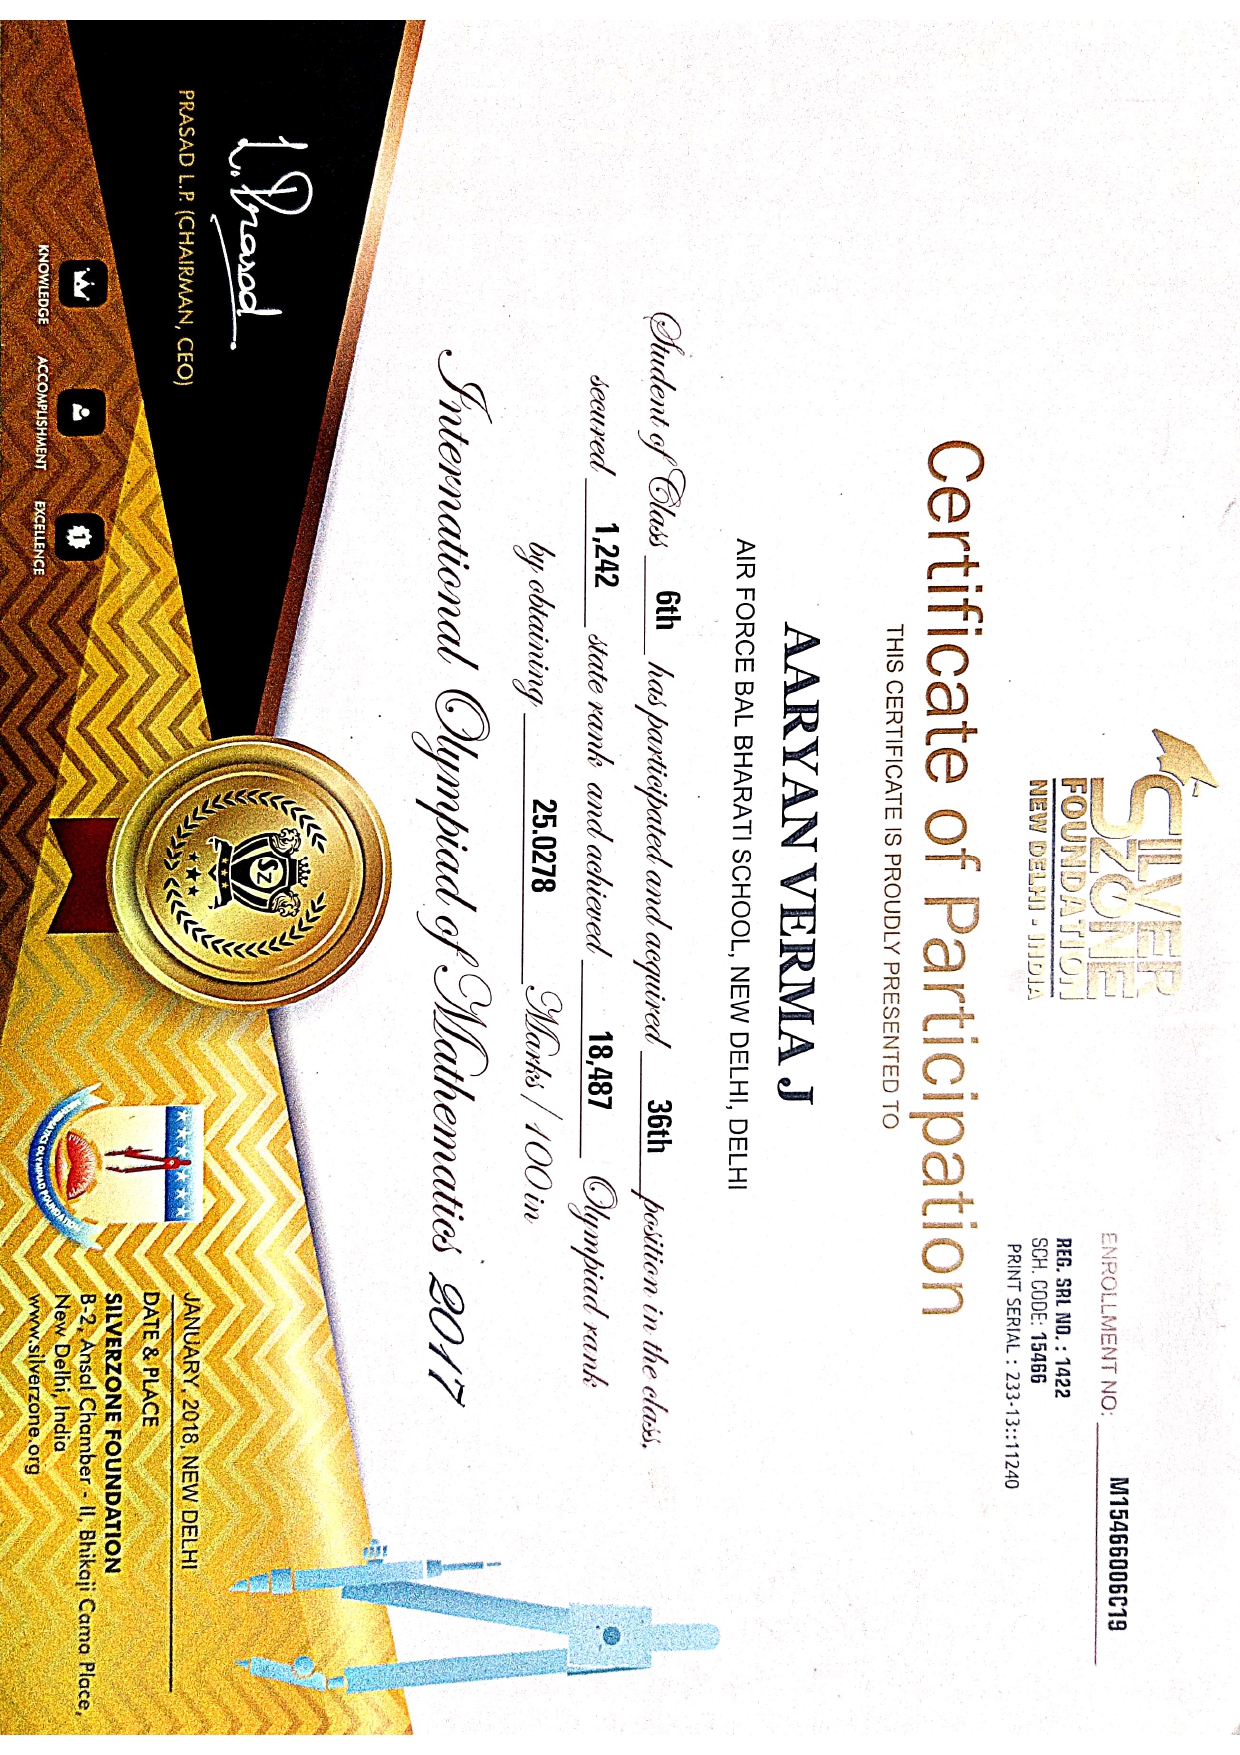 SILVER
ZONE
FOUNDATION
NEW DELHI - INDIA
ENROLLMENT NO: M15466006C19
REG. SRL NO. : 1422
SCH. CODE: 15466
PRINT SERIAL : 233-13::11240
Certificate of Participation
THIS CERTIFICATE IS PROUDLY PRESENTED TO
AARYAN VERMA J
AIR FORCE BAL BHARATI SCHOOL, NEW DELHI, DELHI
Student of Class 6th has participated and acquired 36th position in the class.
secured 1,242 state rank and achieved 18,487 Olympiad rank
by obtaining 25.0278 Marks / 100 in
International Olympiad of Mathematics 2017
SZ
L. Prasad.
PRASAD L.P. (CHAIRMAN, CEO)
KNOWLEDGE
ACCOMPLISHMENT
1
EXCELLENCE
MATHEMATICS OLYMPIAD FOUNDATION
JANUARY, 2018, NEW DELHI
DATE & PLACE
SILVERZONE FOUNDATION
B-2, Ansal Chamber - II, Bhikaji Cama Place,
New Delhi, India
www.silverzone.org